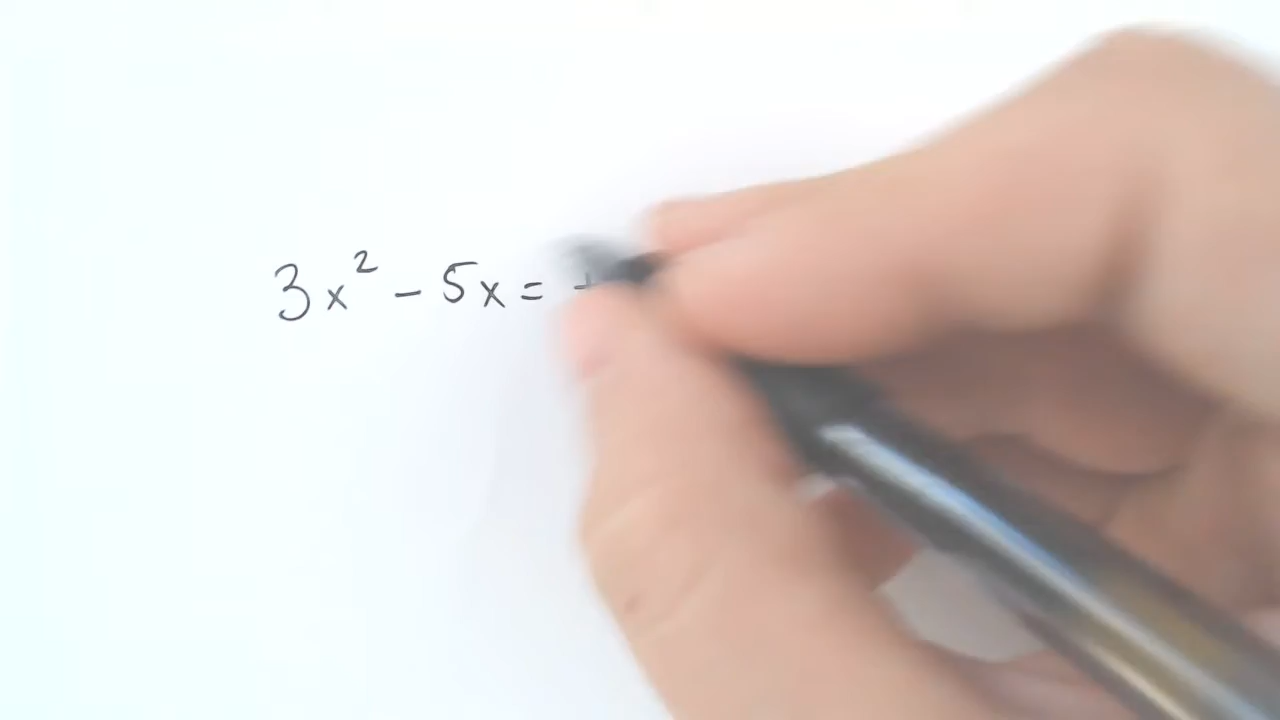 3x² - 5x = +